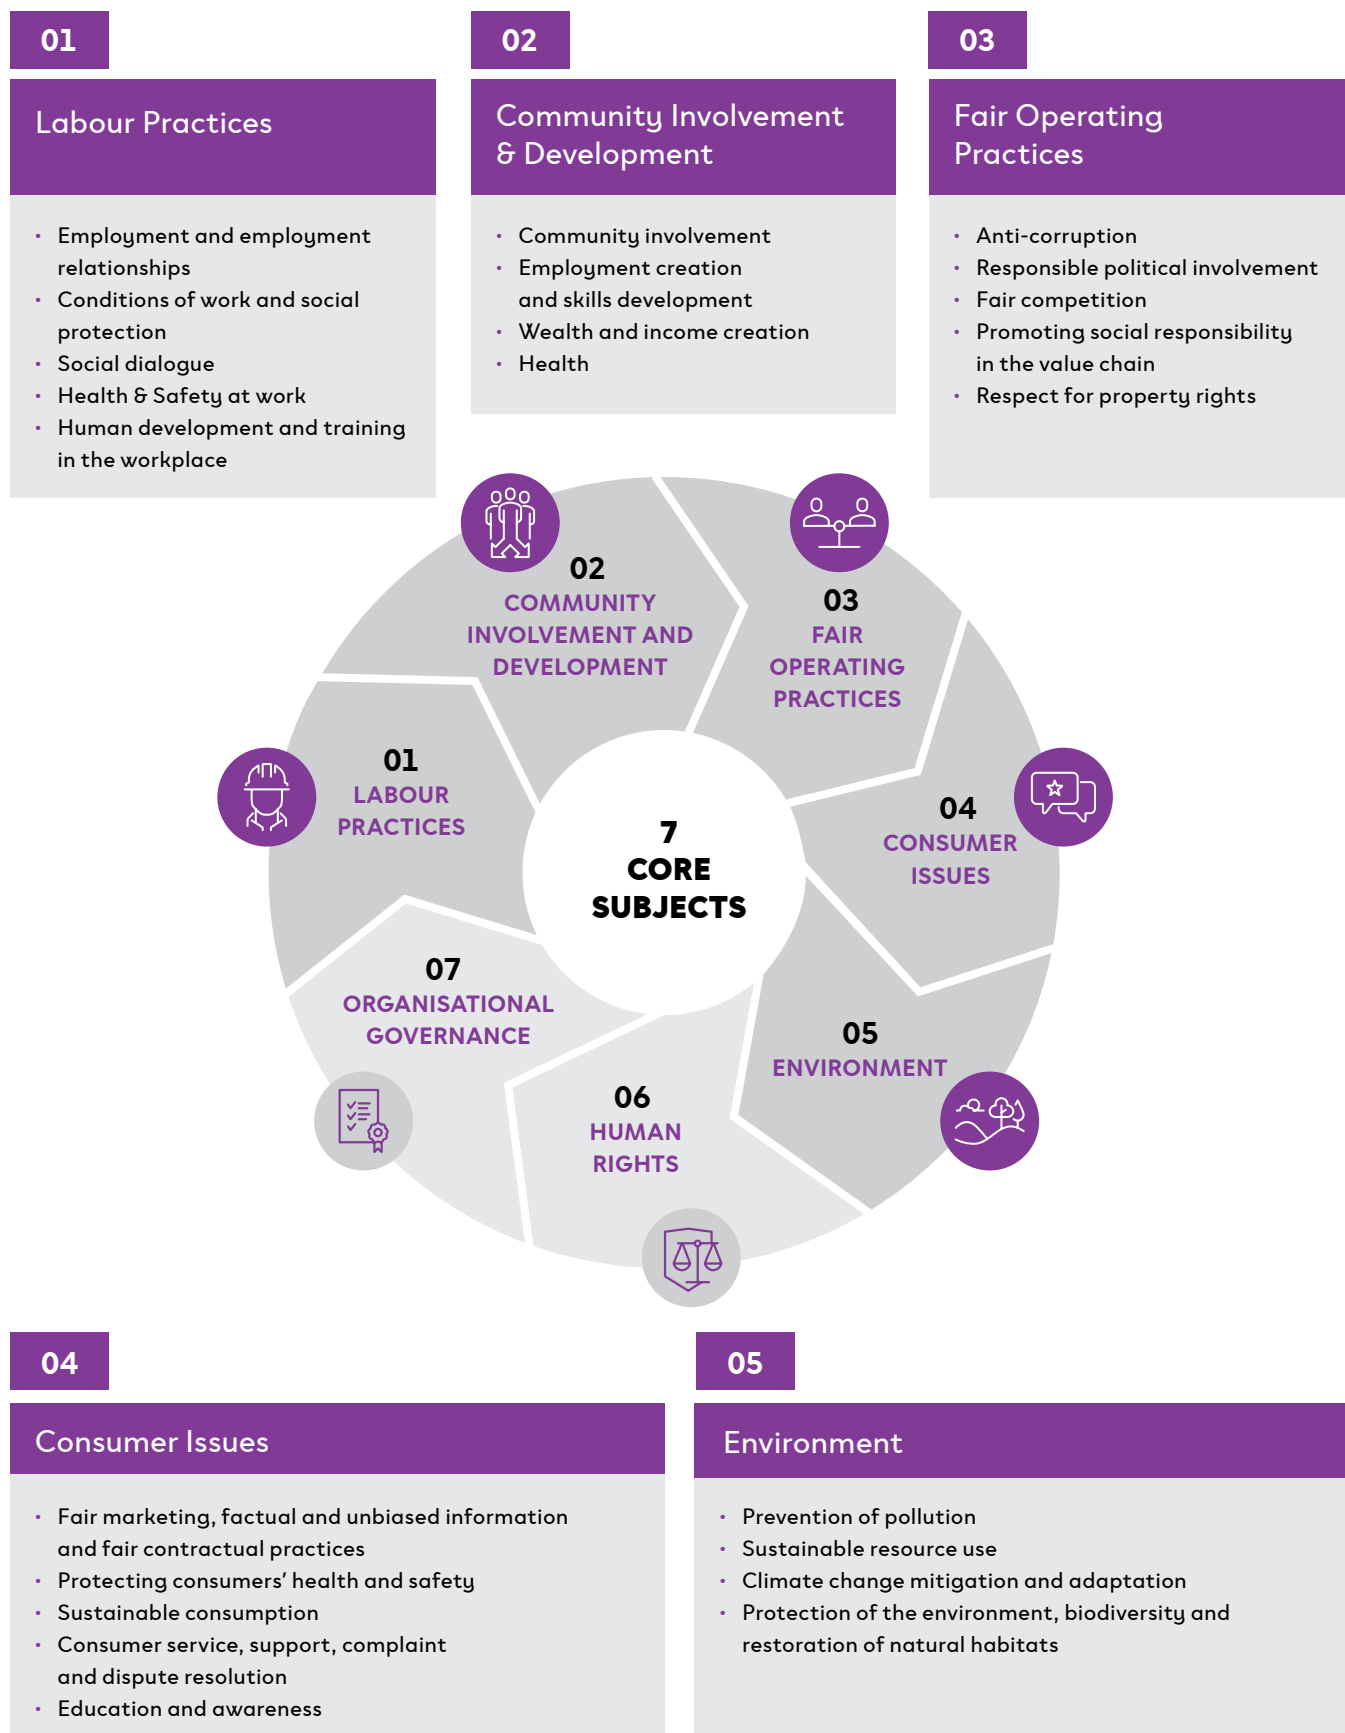 01
Labour Practices
• Employment and employment
relationships
• Conditions of work and social
protection
• Social dialogue
• Health & Safety at work
• Human development and training
in the workplace
02
Community Involvement
& Development
• Community involvement
• Employment creation
and skills development
• Wealth and income creation
• Health
03
Fair Operating
Practices
• Anti-corruption
• Responsible political involvement
• Fair competition
• Promoting social responsibility
in the value chain
• Respect for property rights
01
LABOUR
PRACTICES
02
COMMUNITY
INVOLVEMENT AND
DEVELOPMENT
03
FAIR
OPERATING
PRACTICES
04
CONSUMER
ISSUES
05
ENVIRONMENT
06
HUMAN
RIGHTS
07
ORGANISATIONAL
GOVERNANCE
7
CORE
SUBJECTS
04
Consumer Issues
• Fair marketing, factual and unbiased information
and fair contractual practices
• Protecting consumers’ health and safety
• Sustainable consumption
• Consumer service, support, complaint
and dispute resolution
• Education and awareness
05
Environment
• Prevention of pollution
• Sustainable resource use
• Climate change mitigation and adaptation
• Protection of the environment, biodiversity and
restoration of natural habitats